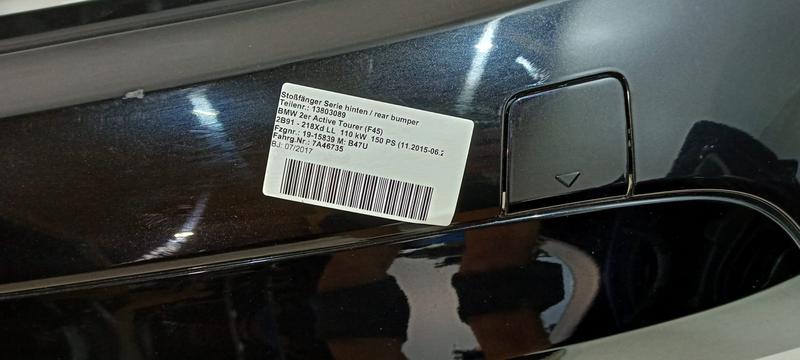 Stoßfänger Serie hinten / rear bumper
Teilenr.: 13803089
BMW 2er Active Tourer (F45)
2B91 - 218Xd LL 110 kW 150 PS (11.2015-06.2
Fzgnr.: 19-15839 M: B47U
Fahrg.Nr.: 7A46735
BJ: 07/2017